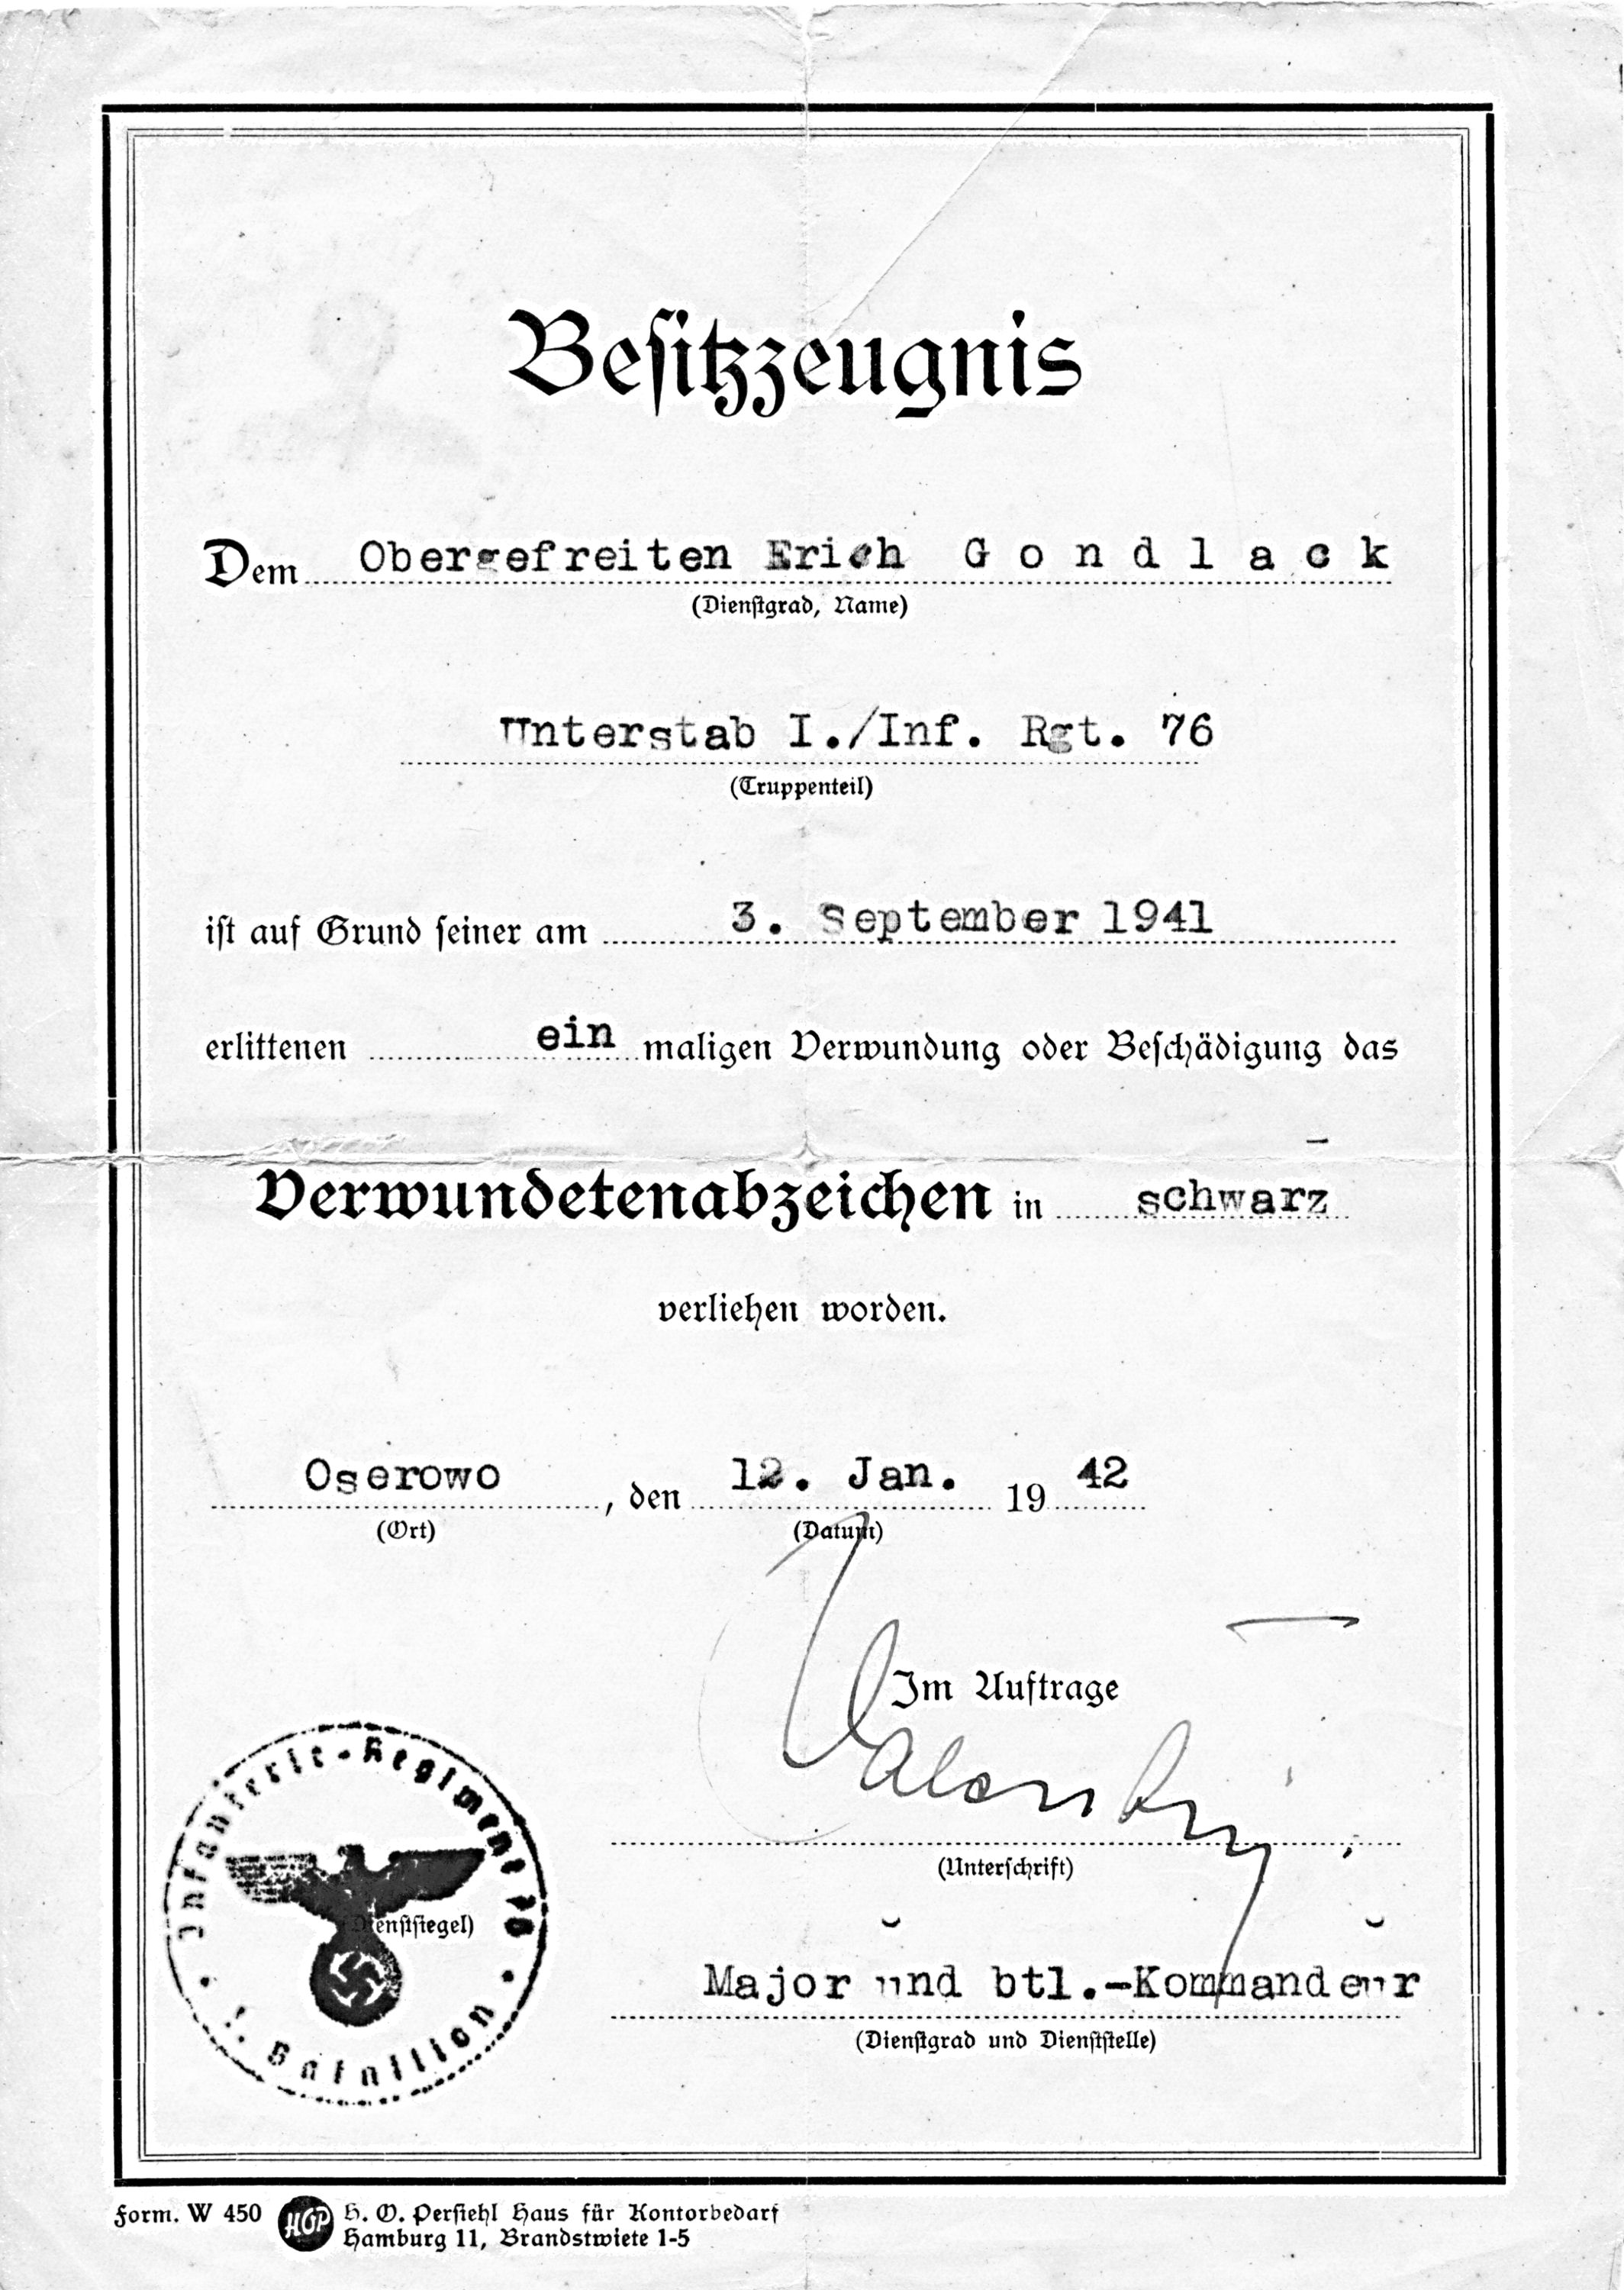 Besitzzeugnis
Dem Obergefreiten Erich Gondlack
(Dienstgrad, Name)
Unterstab I./Inf. Rgt. 76
(Truppenteil)
ist auf Grund seiner am 3. September 1941
erlittenen ein maligen Verwundung oder Beschädigung das
Verwundetenabzeichen in schwarz
verliehen worden.
Oserowo, den 12. Jan. 1942
(Ort) (Datum)
Im Auftrage
(Unterschrift)
Infanterie-Regiment 76
(Dienstsiegel)
I. Bataillon
Major und btl.-Kommandeur
(Dienstgrad und Dienststelle)
Form. W 450 HOP H. O. Persiehl Haus für Kontorbedarf
Hamburg 11, Brandstwiete 1-5